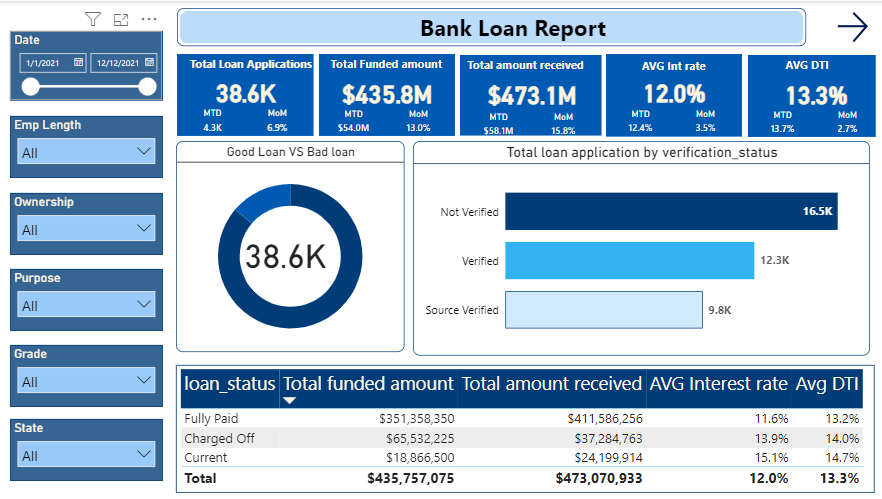 Bank Loan Report
Date
1/1/2021 12/12/2021
Emp Length
All
Ownership
All
Purpose
All
Grade
All
State
All
Total Loan Applications
38.6K
MTD MoM
4.3K 6.9%
Total Funded amount
$435.8M
MTD MoM
$54.0M 13.0%
Total amount received
$473.1M
MTD MoM
$58.1M 15.8%
AVG Int rate
12.0%
MTD MoM
12.4% 3.5%
AVG DTI
13.3%
MTD MoM
13.7% 2.7%
Good Loan VS Bad loan
38.6K
Total loan application by verification_status
Not Verified 16.5K
Verified 12.3K
Source Verified 9.8K
loan_status Total funded amount Total amount received AVG Interest rate Avg DTI
Fully Paid $351,358,350 $411,586,256 11.6% 13.2%
Charged Off $65,532,225 $37,284,763 13.9% 14.0%
Current $18,866,500 $24,199,914 15.1% 14.7%
Total $435,757,075 $473,070,933 12.0% 13.3%